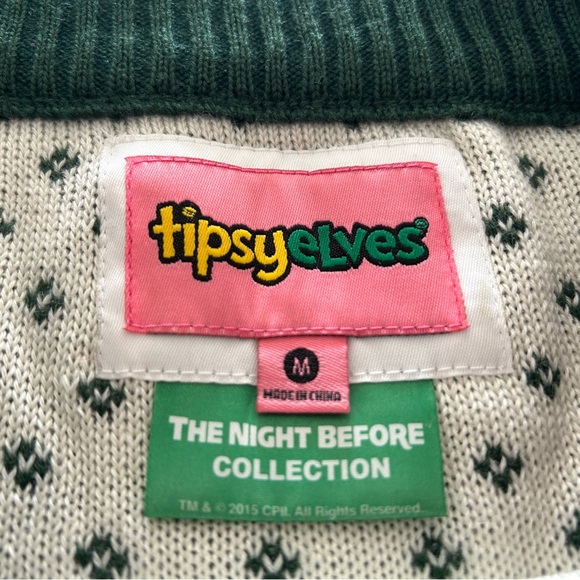 tipsyelves®
M
MADE IN CHINA
THE NIGHT BEFORE
COLLECTION
TM & © 2015 CPII. All Rights Reserved.